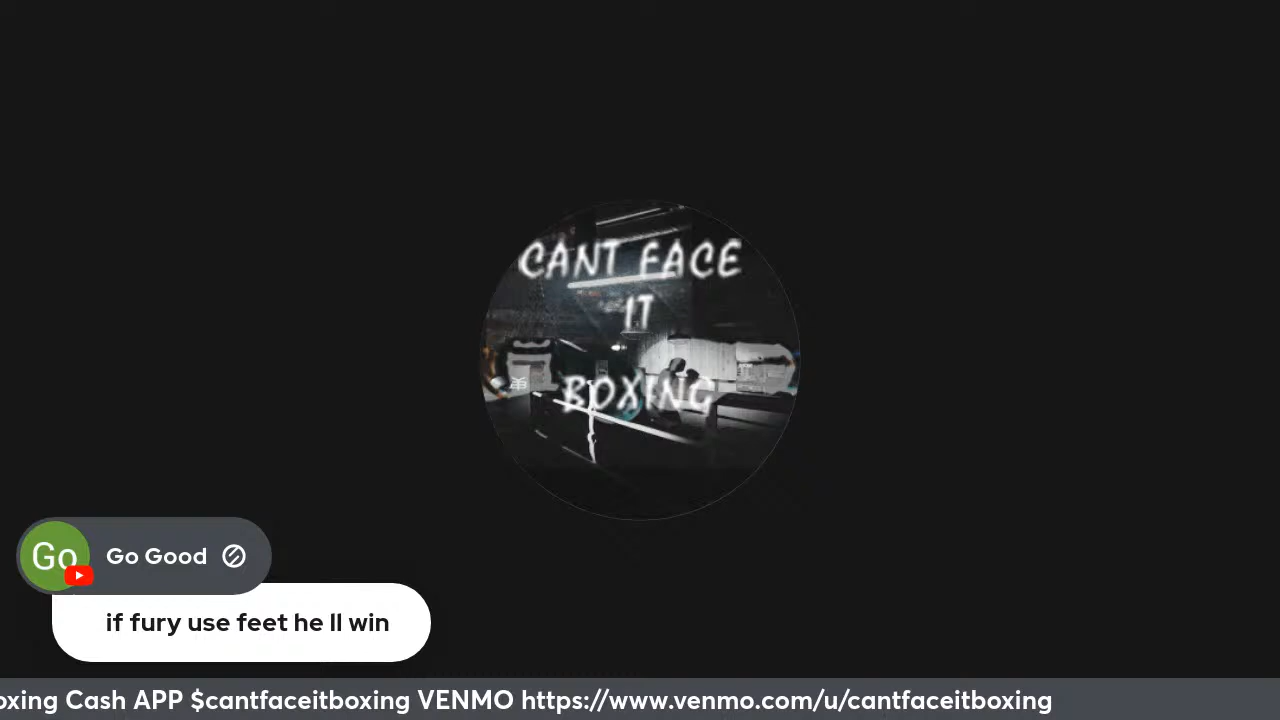 CANT FACE
IT
BOXING
Go
Go Good
if fury use feet he ll win
oxing Cash APP $cantfaceitboxing VENMO https://www.venmo.com/u/cantfaceitboxing